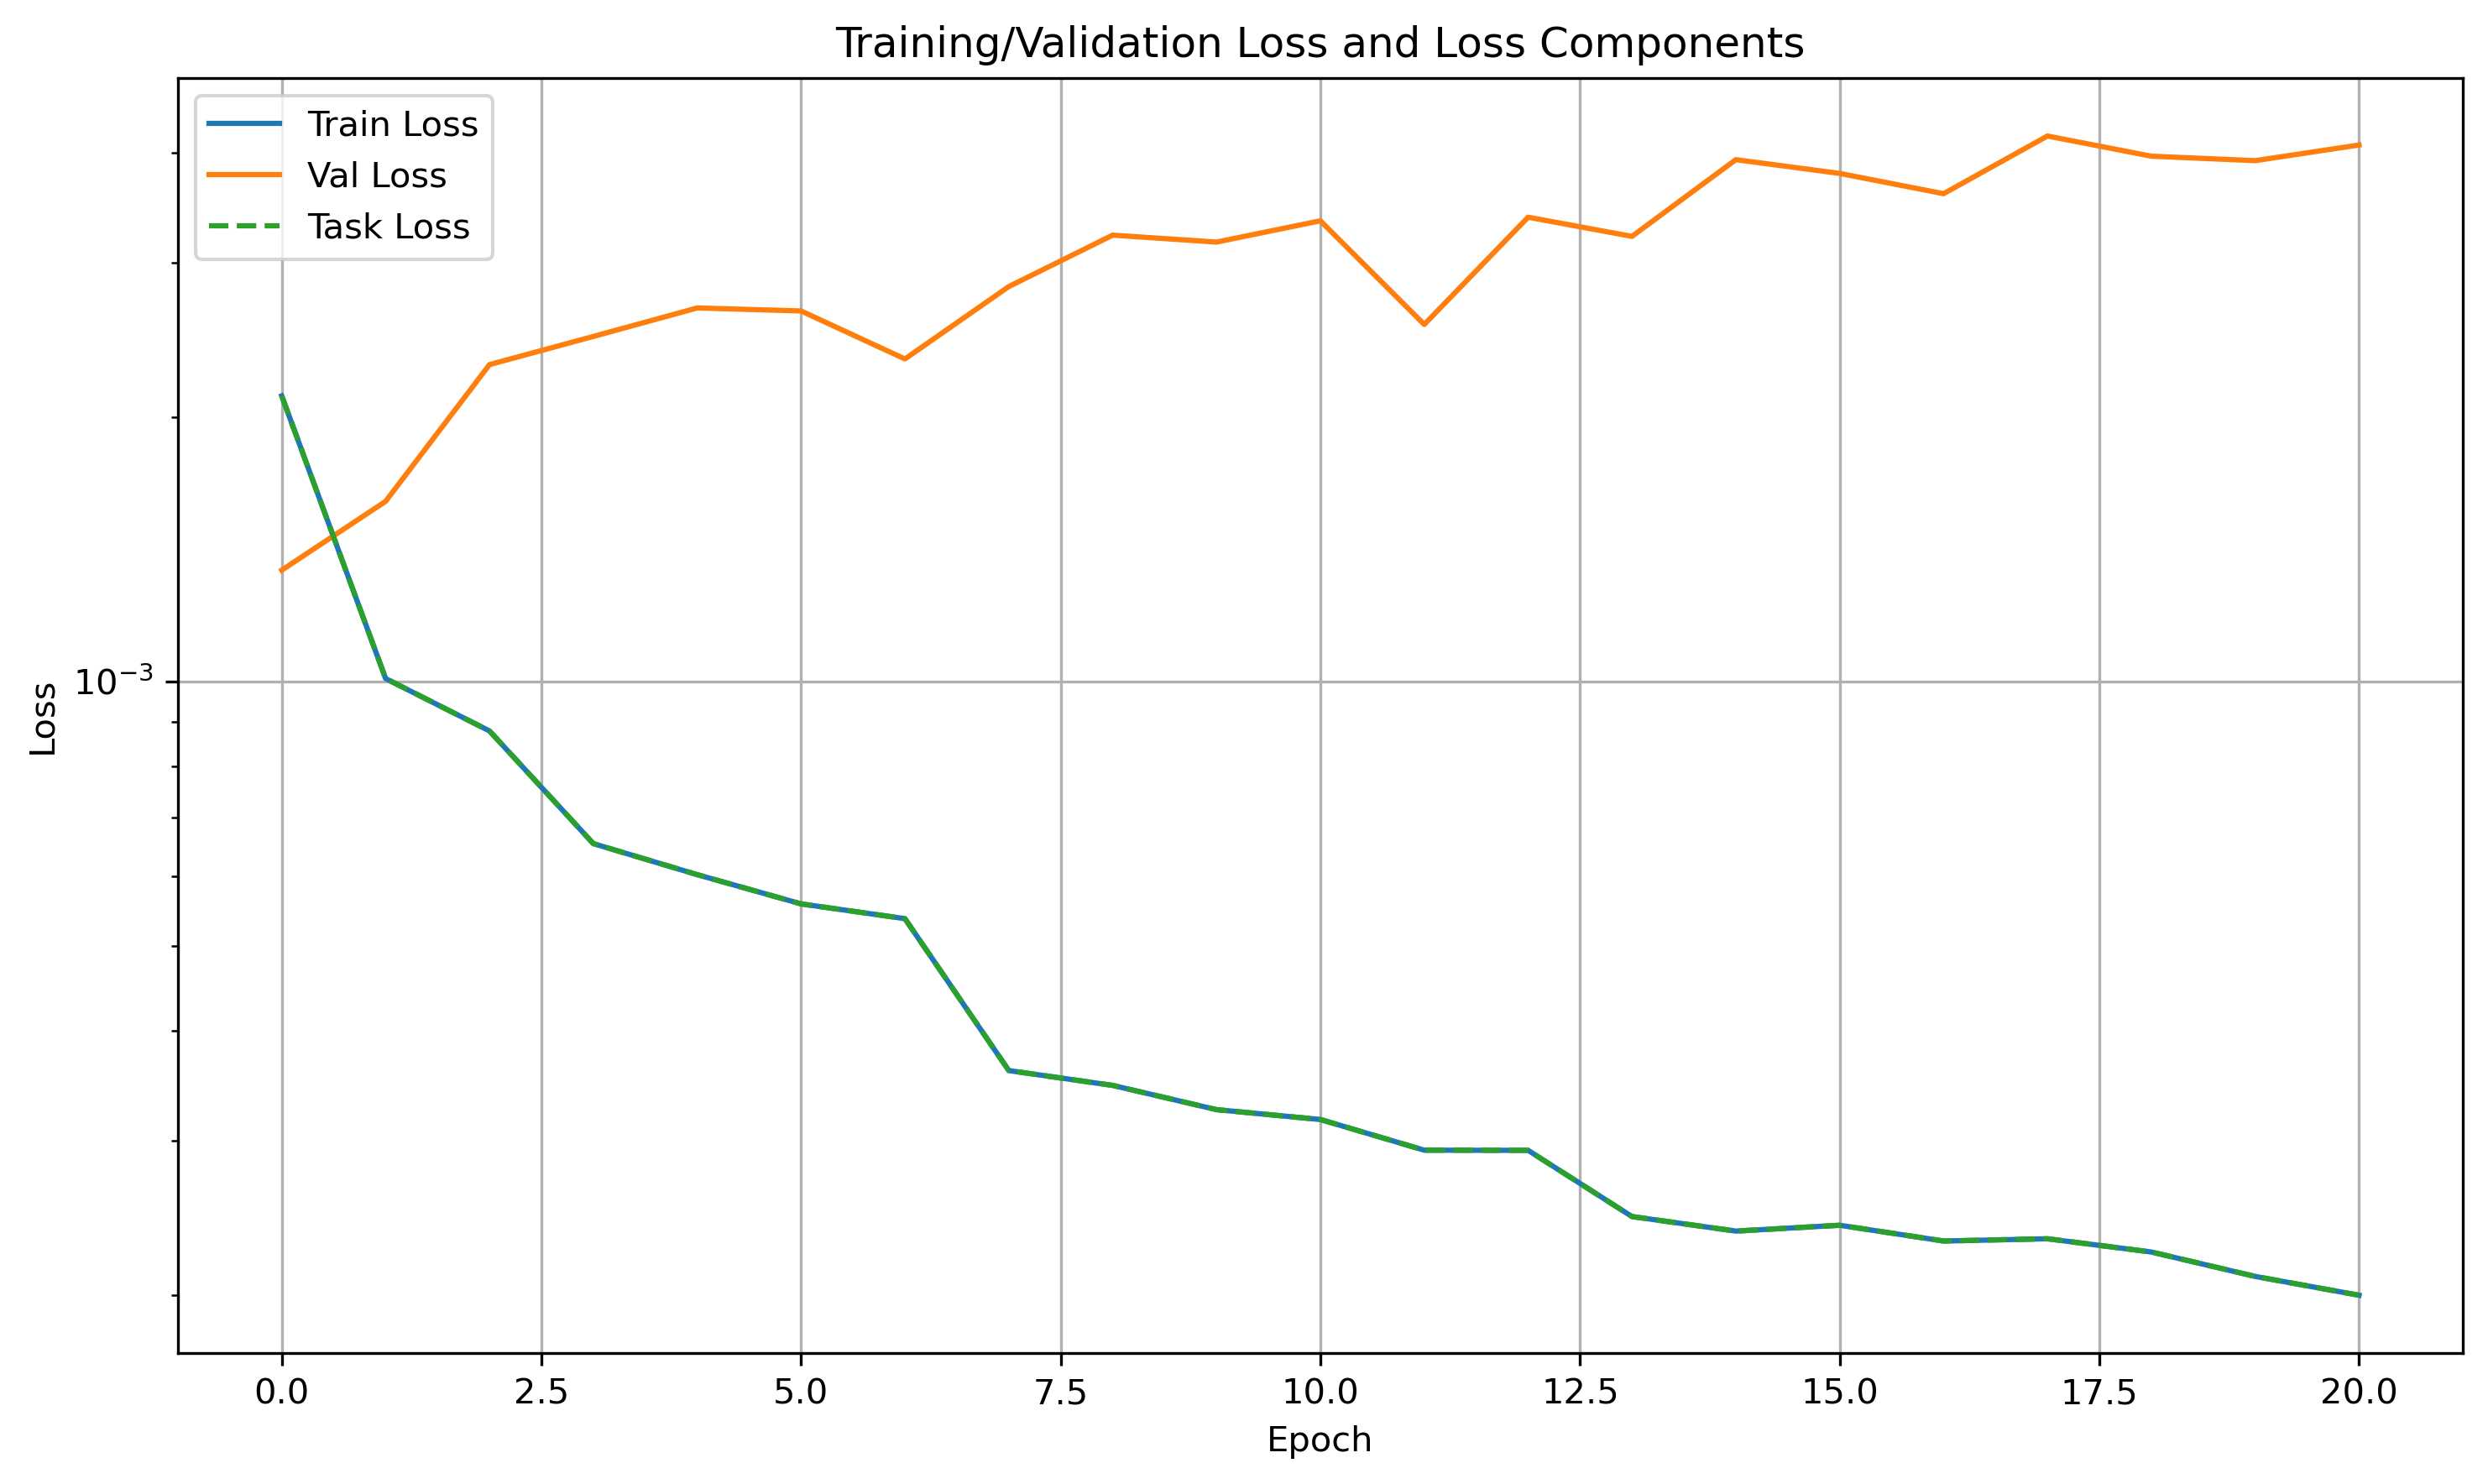 Training/Validation Loss and Loss Components
Train Loss
Val Loss
Task Loss
Loss
10⁻³
0.0 2.5 5.0 7.5 10.0 12.5 15.0 17.5 20.0
Epoch